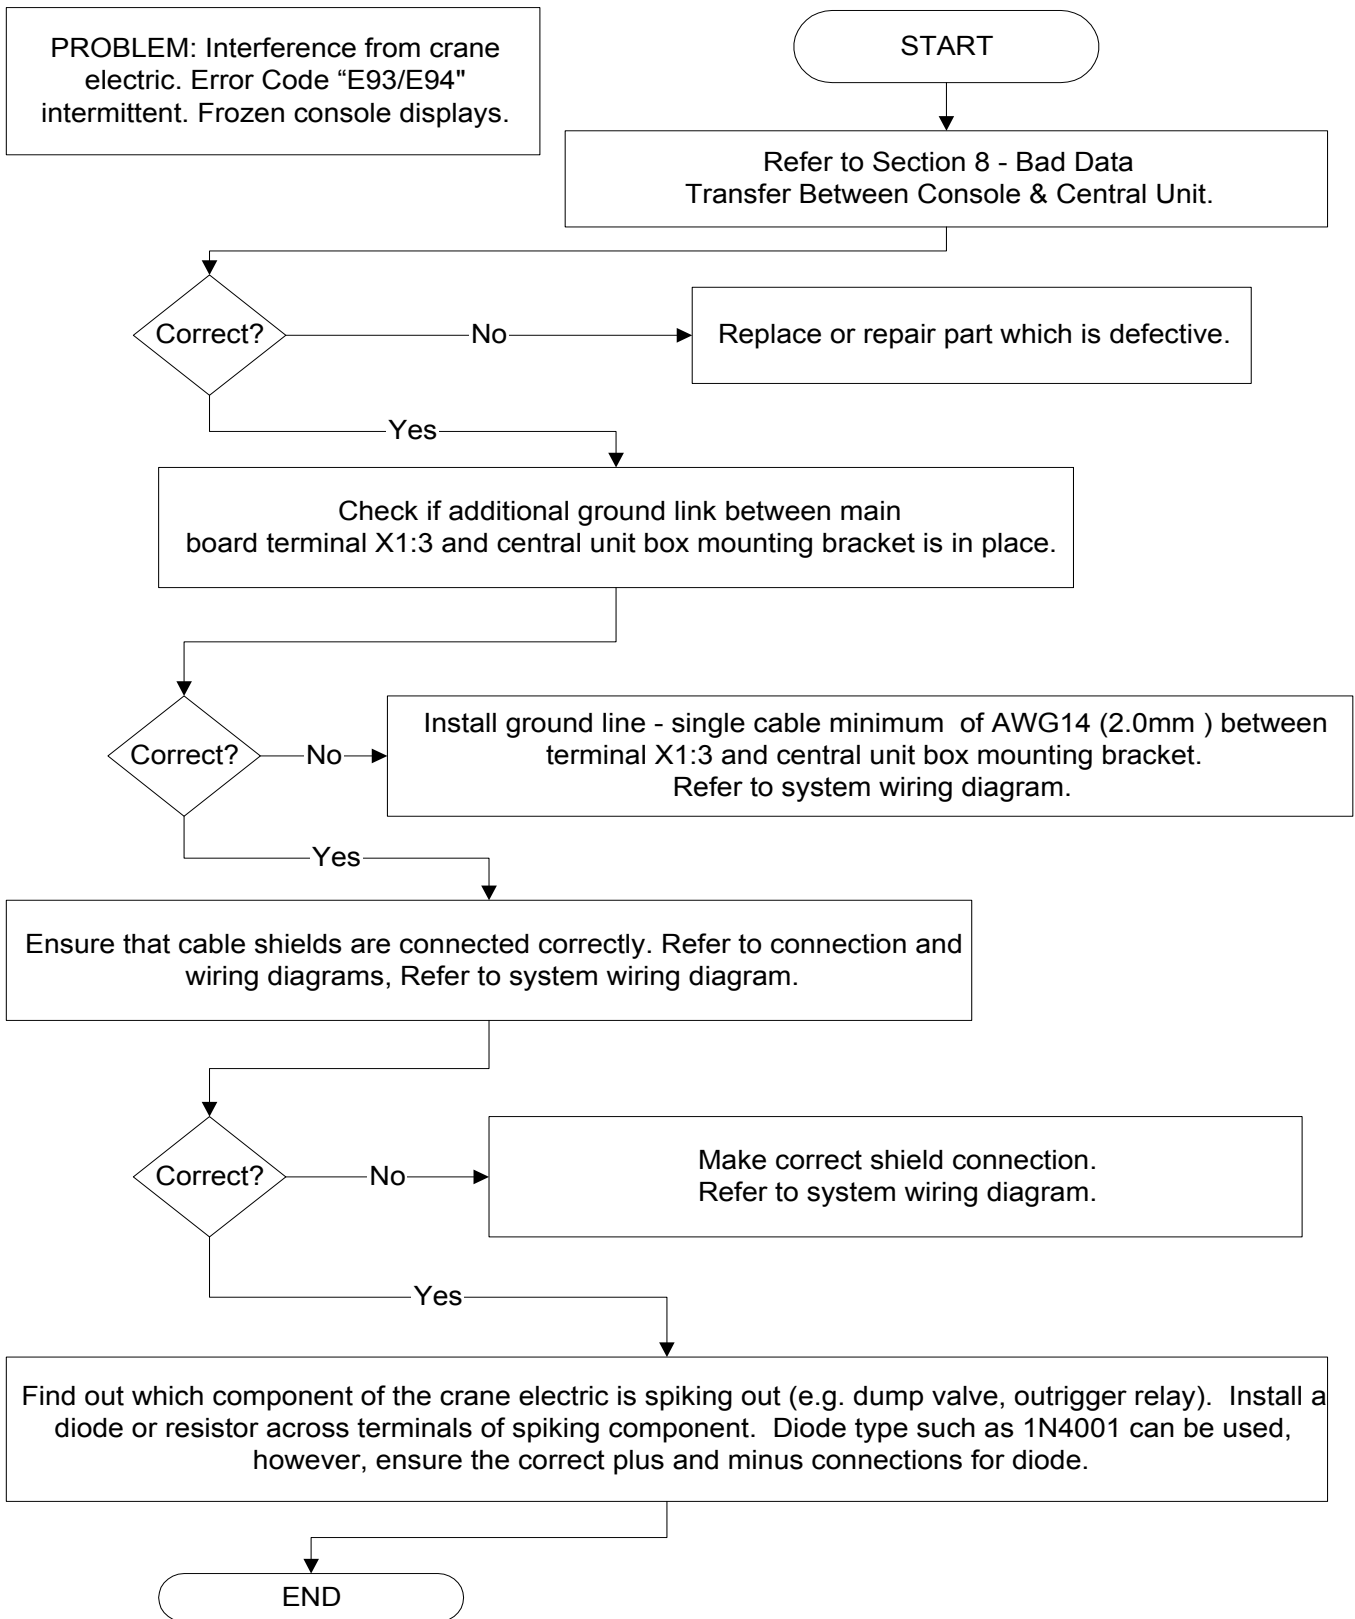 PROBLEM: Interference from crane
electric. Error Code “E93/E94"
intermittent. Frozen console displays.
START
Refer to Section 8 - Bad Data
Transfer Between Console & Central Unit.
Correct?
No
Replace or repair part which is defective.
Yes
Check if additional ground link between main
board terminal X1:3 and central unit box mounting bracket is in place.
Correct?
No
Install ground line - single cable minimum  of AWG14 (2.0mm ) between
terminal X1:3 and central unit box mounting bracket.
Refer to system wiring diagram.
Yes
Ensure that cable shields are connected correctly. Refer to connection and
wiring diagrams, Refer to system wiring diagram.
Correct?
No
Make correct shield connection.
Refer to system wiring diagram.
Yes
Find out which component of the crane electric is spiking out (e.g. dump valve, outrigger relay).  Install a
diode or resistor across terminals of spiking component.  Diode type such as 1N4001 can be used,
however, ensure the correct plus and minus connections for diode.
END